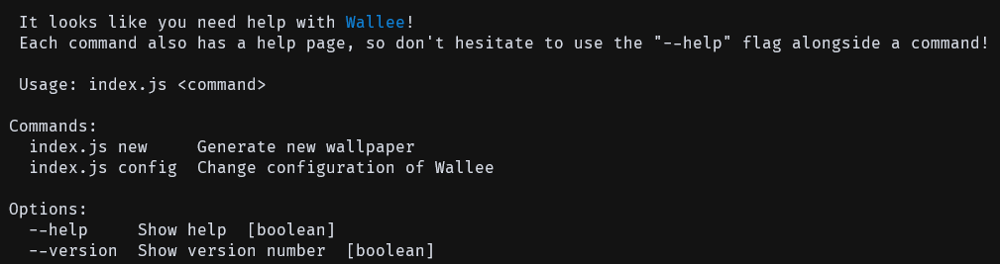 It looks like you need help with Wallee!
Each command also has a help page, so don't hesitate to use the "--help" flag alongside a command!
Usage: index.js <command>
Commands:
index.js new     Generate new wallpaper
index.js config  Change configuration of Wallee
Options:
--help     Show help  [boolean]
--version  Show version number  [boolean]